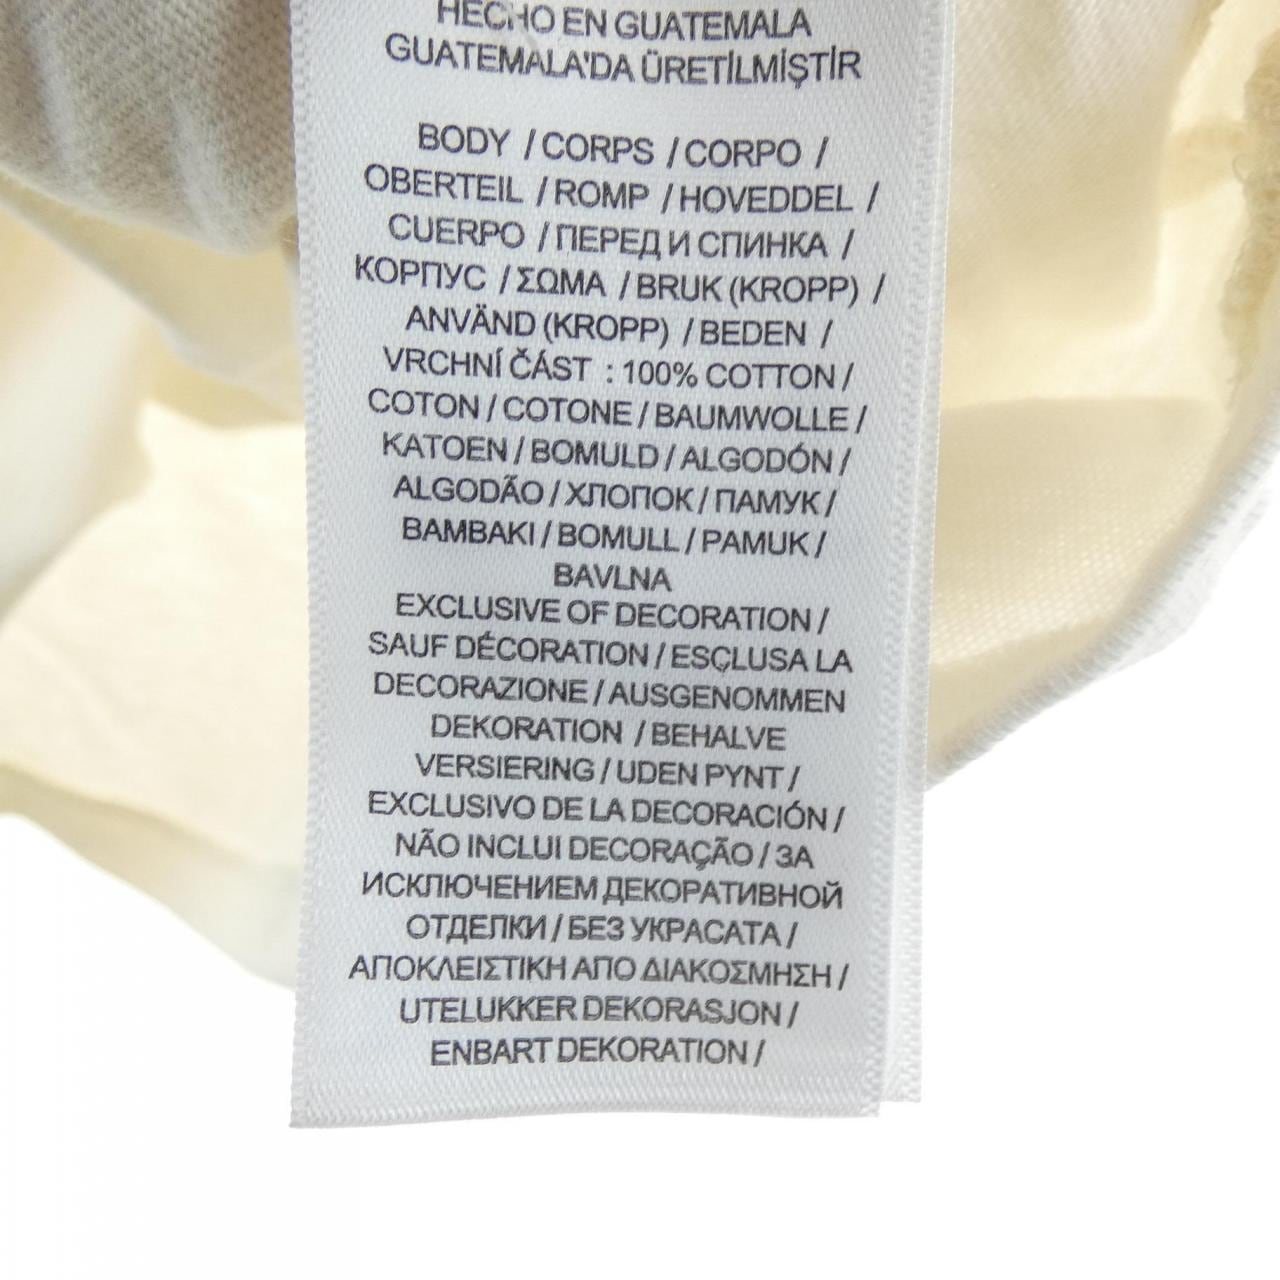 HECHO EN GUATEMALA
GUATEMALA'DA ÜRETİLMİŞTİR
BODY / CORPS / CORPO /
OBERTEIL / ROMP / HOVEDDEL /
CUERPO / ПЕРЕД И СПИНКА /
КОРПУС / ΣΩΜΑ / BRUK (KROPP) /
ANVÄND (KROPP) / BEDEN /
VRCHNÍ ČÁST : 100% COTTON /
COTON / COTONE / BAUMWOLLE /
KATOEN / BOMULD / ALGODÓN /
ALGODÃO / ХЛОПОК / ПАМУК /
BAMBAKI / BOMULL / PAMUK /
BAVLNA
EXCLUSIVE OF DECORATION /
SAUF DÉCORATION / ESÇLUSA LA
DECORAZIONE / AUSGENOMMEN
DEKORATION / BEHALVE
VERSIERING / UDEN PYNT /
EXCLUSIVO DE LA DECORACIÓN /
NÃO INCLUI DECORAÇÃO / ЗА
ИСКЛЮЧЕНИЕМ ДЕКОРАТИВНОЙ
ОТДЕЛКИ / БЕЗ УКРАСАТА /
ΑΠΟΚΛΕΙΣΤΙΚΗ ΑΠΟ ΔΙΑΚΟΣΜΗΣΗ /
UTELUKKER DEKORASJON /
ENBART DEKORATION /